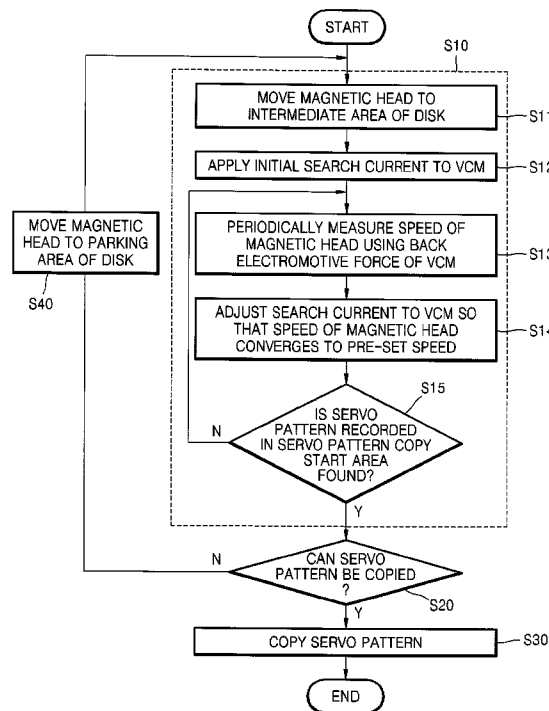 START
S10
MOVE MAGNETIC HEAD TO
INTERMEDIATE AREA OF DISK
S11
APPLY INITIAL SEARCH CURRENT TO VCM
S12
MOVE MAGNETIC
HEAD TO PARKING
AREA OF DISK
S40
PERIODICALLY MEASURE SPEED OF
MAGNETIC HEAD USING BACK
ELECTROMOTIVE FORCE OF VCM
S13
ADJUST SEARCH CURRENT TO VCM SO
THAT SPEED OF MAGNETIC HEAD
CONVERGES TO PRE-SET SPEED
S14
S15
IS SERVO
PATTERN RECORDED
IN SERVO PATTERN COPY
START AREA
FOUND?
N
Y
CAN SERVO
PATTERN BE COPIED
?
N
S20
Y
COPY SERVO PATTERN
S30
END